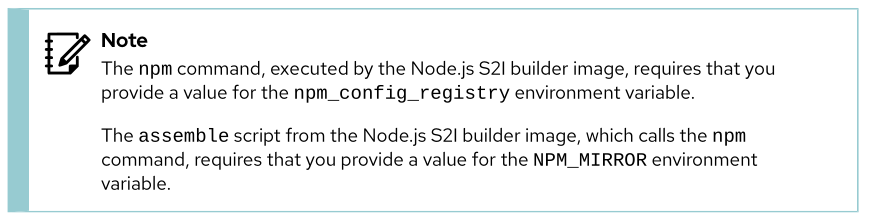 Note
The npm command, executed by the Node.js S2I builder image, requires that you
provide a value for the npm_config_registry environment variable.
The assemble script from the Node.js S2I builder image, which calls the npm
command, requires that you provide a value for the NPM_MIRROR environment
variable.